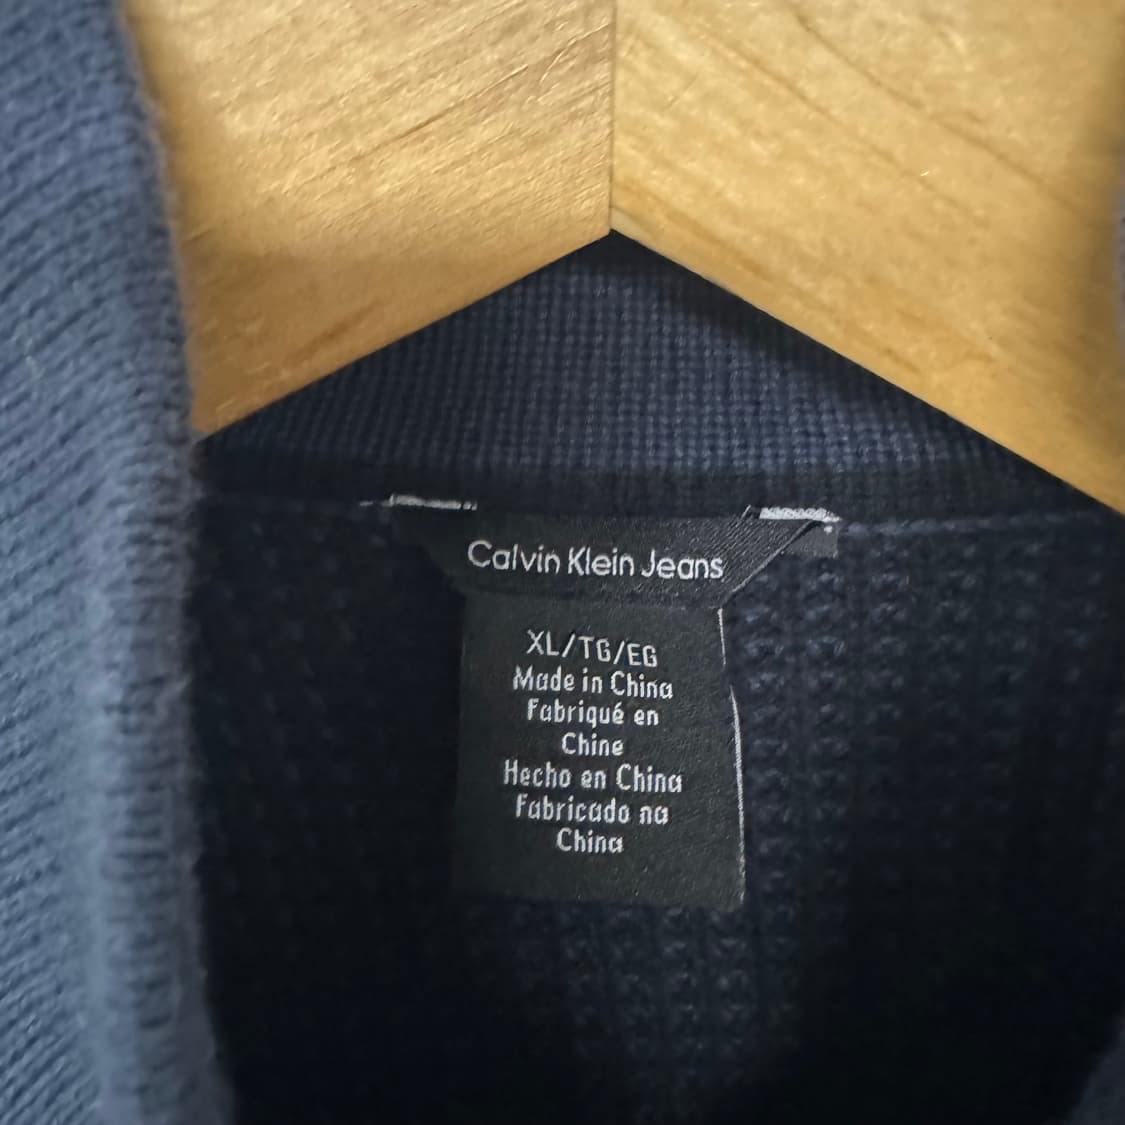 Calvin Klein Jeans
XL/TG/EG
Made in China
Fabriqué en
Chine
Hecho en China
Fabricado na
China